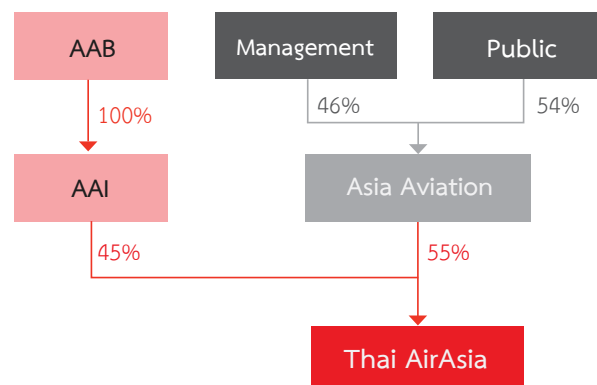 AAB
Management
Public
100%
46%
54%
AAI
Asia Aviation
45%
55%
Thai AirAsia